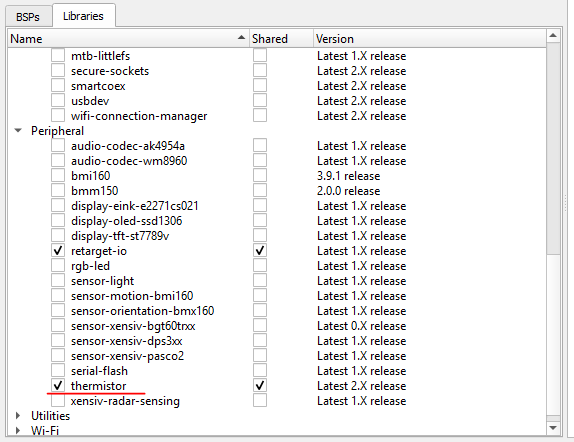 BSPs Libraries
Name Shared Version
mtb-littlefs Latest 1.X release
secure-sockets Latest 2.X release
smartcoex Latest 1.X release
usbdev Latest 2.X release
wifi-connection-manager Latest 2.X release
Peripheral
audio-codec-ak4954a Latest 1.X release
audio-codec-wm8960 Latest 1.X release
bmi160 3.9.1 release
bmm150 2.0.0 release
display-eink-e2271cs021 Latest 1.X release
display-oled-ssd1306 Latest 1.X release
display-tft-st7789v Latest 1.X release
retarget-io Latest 1.X release
rgb-led Latest 1.X release
sensor-light Latest 1.X release
sensor-motion-bmi160 Latest 1.X release
sensor-orientation-bmx160 Latest 1.X release
sensor-xensiv-bgt60trxx Latest 0.X release
sensor-xensiv-dps3xx Latest 1.X release
sensor-xensiv-pasco2 Latest 1.X release
serial-flash Latest 1.X release
thermistor Latest 2.X release
xensiv-radar-sensing Latest 1.X release
Utilities
Wi-Fi